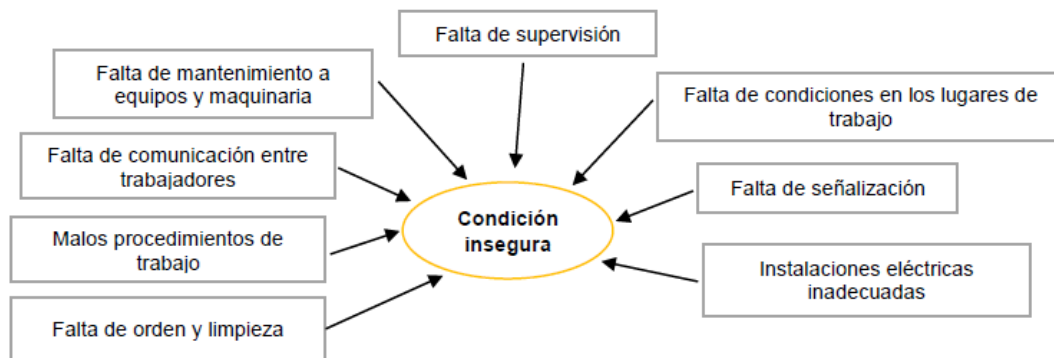 Falta de supervisión
Falta de mantenimiento a
equipos y maquinaria
Falta de condiciones en los lugares de
trabajo
Falta de comunicación entre
trabajadores
Falta de señalización
Condición
insegura
Malos procedimientos de
trabajo
Instalaciones eléctricas
inadecuadas
Falta de orden y limpieza